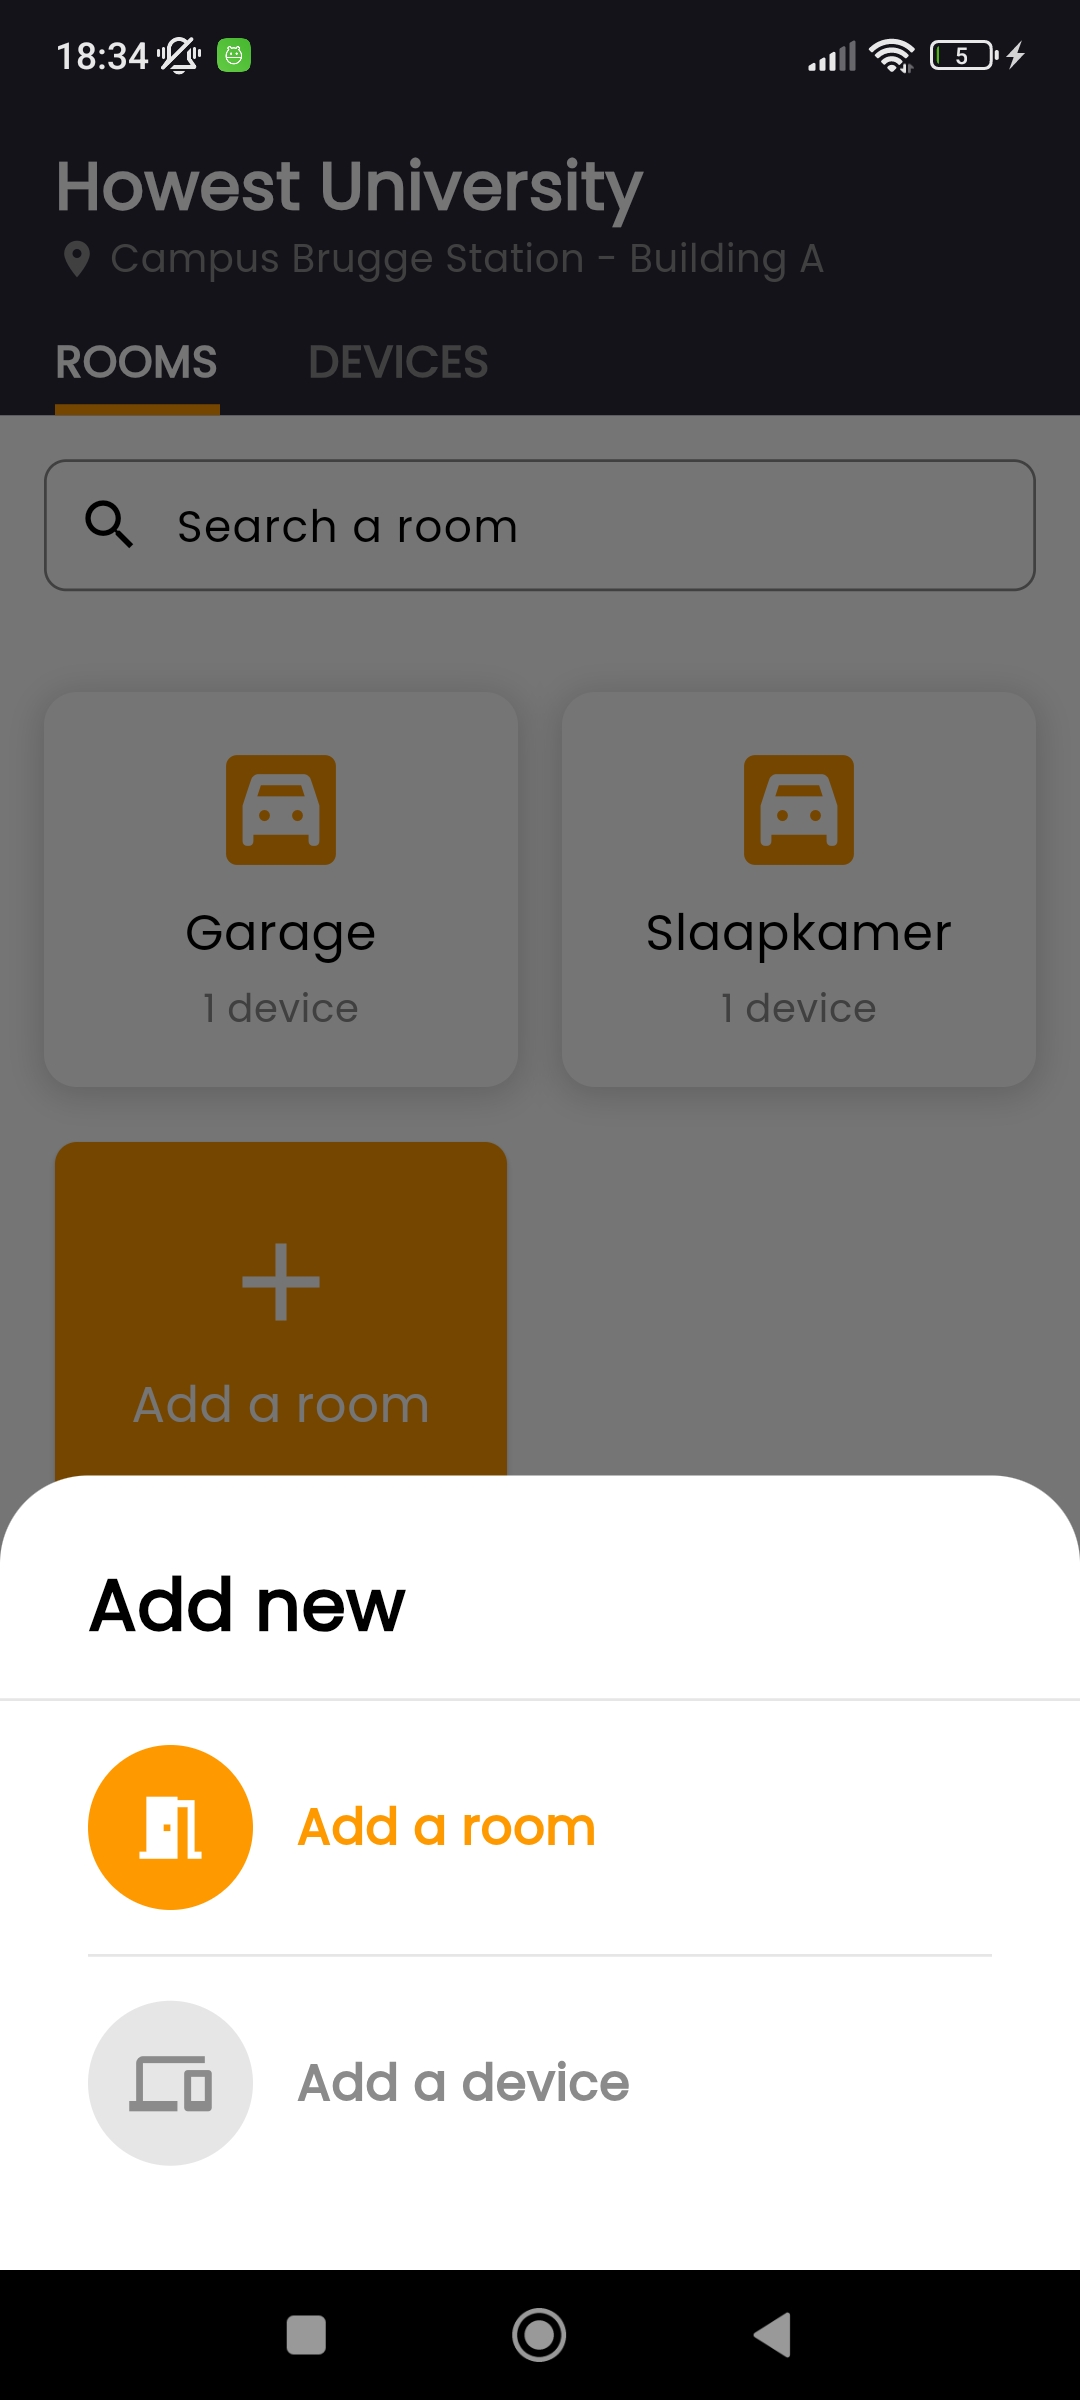 18:34
5
Howest University
Campus Brugge Station - Building A
ROOMS DEVICES
Search a room
Garage
1 device
Slaapkamer
1 device
Add a room
Add new
Add a room
Add a device